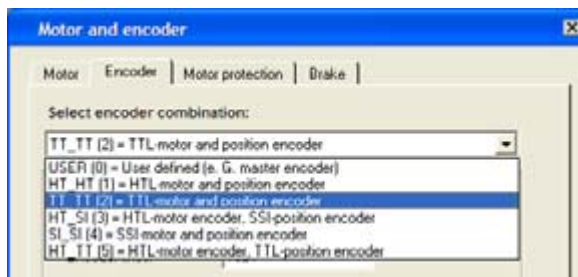 Motor and encoder
Motor Encoder Motor protection Brake
Select encoder combination:
TT_TT (2) = TTL-motor and position encoder
USER (0) = User defined (e. G. master encoder)
HT_HT (1) = HTL-motor and position encoder
TT_TT (2) = TTL-motor and position encoder
HT_SI (3) = HTL-motor encoder, SSI-position encoder
SI_SI (4) = SSI-motor and position encoder
HT_TT (5) = HTL-motor encoder, TTL-position encoder